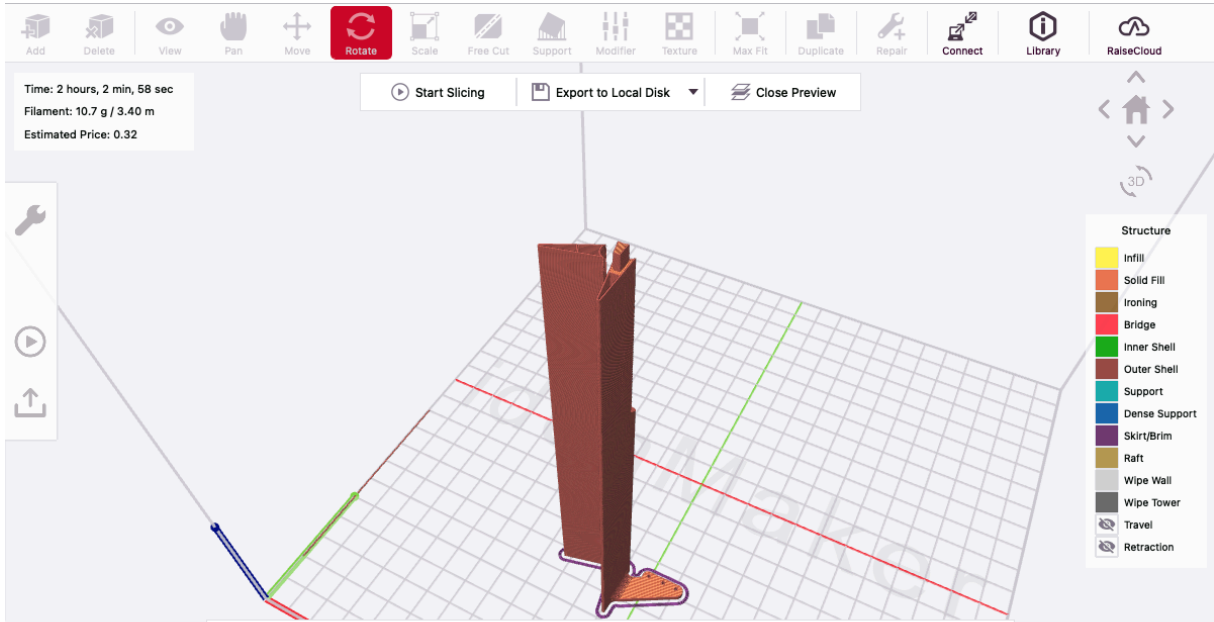 Add Delete View Pan Move Rotate Scale Free Cut Support Modifier Texture Max Fit Duplicate Repair Connect Library RaiseCloud
Time: 2 hours, 2 min, 58 sec
Filament: 10.7 g / 3.40 m
Estimated Price: 0.32
Start Slicing Export to Local Disk Close Preview
3D
Structure
Infill
Solid Fill
Ironing
Bridge
Inner Shell
Outer Shell
Support
Dense Support
Skirt/Brim
Raft
Wipe Wall
Wipe Tower
Travel
Retraction